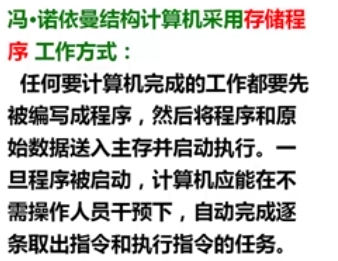 冯•诺依曼结构计算机采用存储程
序 工作方式：
任何要计算机完成的工作都要先
被编写成程序，然后将程序和原
始数据送入主存并启动执行。一
旦程序被启动，计算机应能在不
需操作人员干预下，自动完成逐
条取出指令和执行指令的任务。